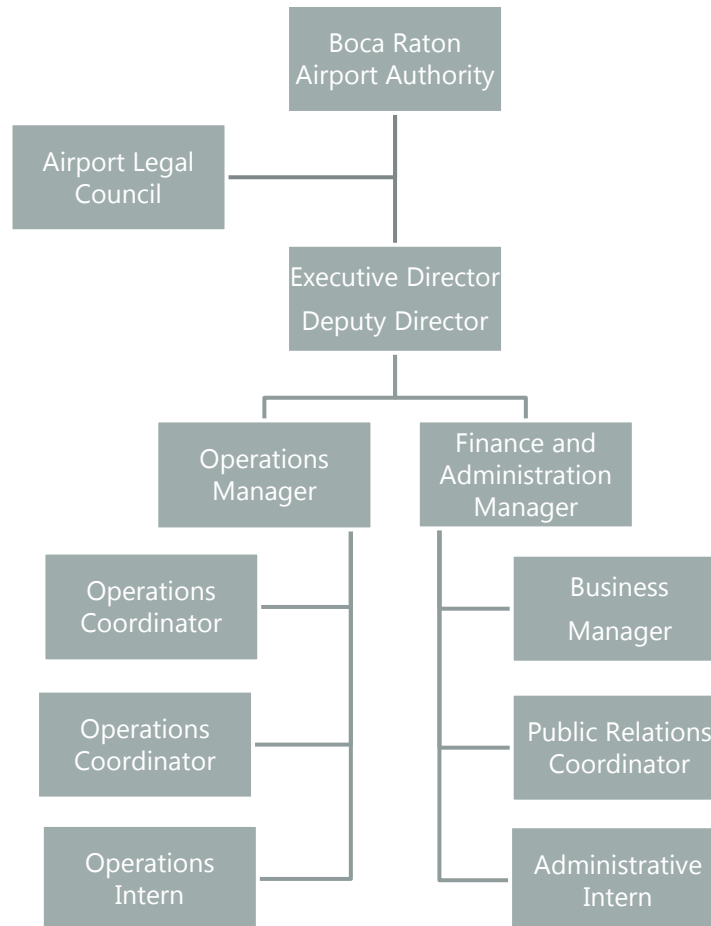 Boca Raton
Airport Authority
Airport Legal
Council
Executive Director
Deputy Director
Operations
Manager
Finance and
Administration
Manager
Operations
Coordinator
Business
Manager
Operations
Coordinator
Public Relations
Coordinator
Operations
Intern
Administrative
Intern